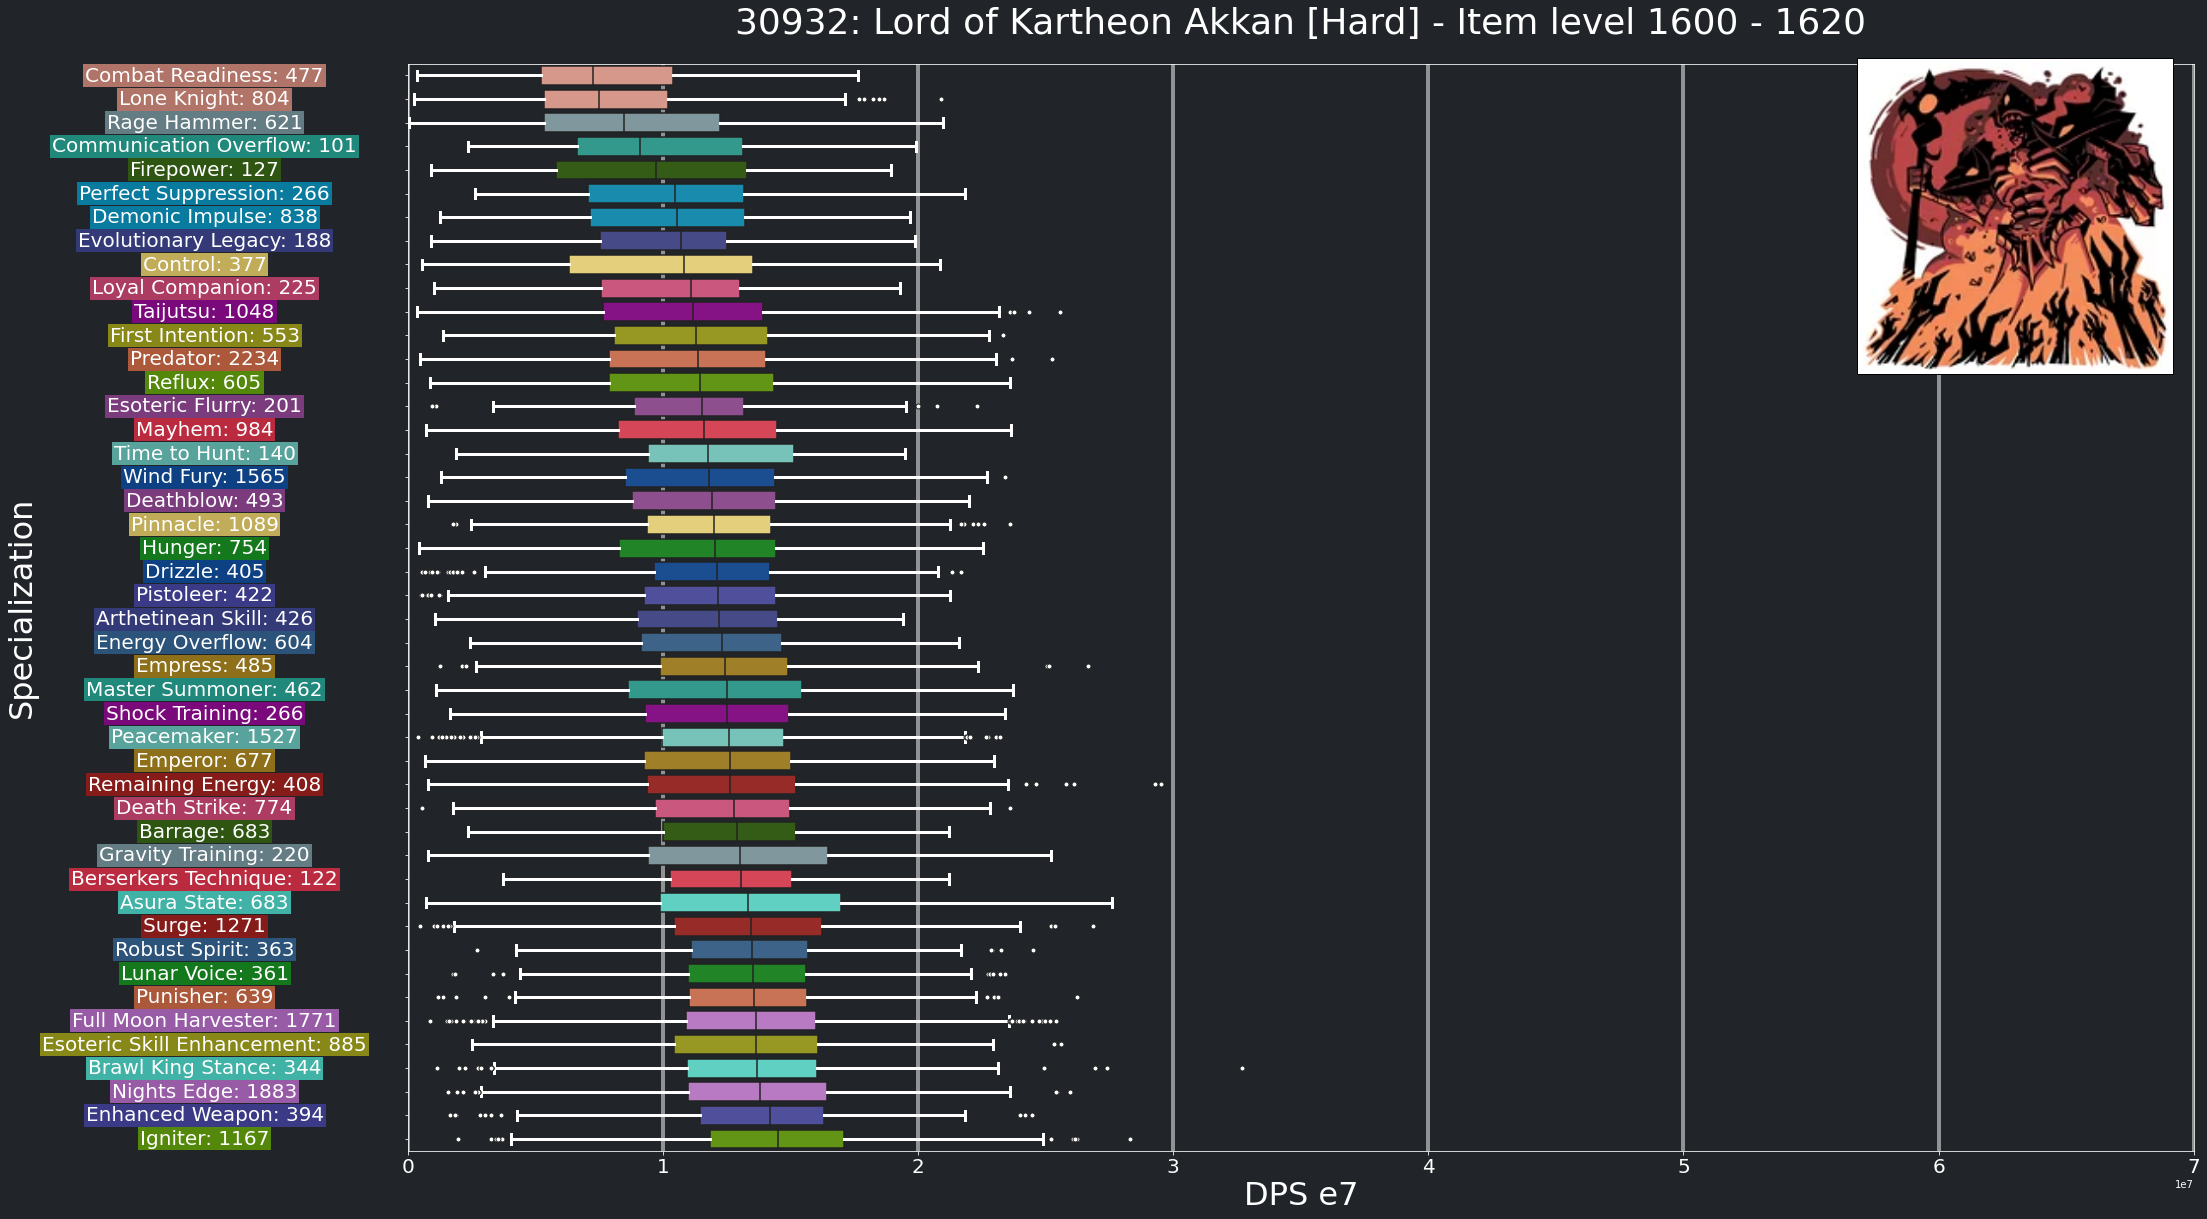 30932: Lord of Kartheon Akkan [Hard] - Item level 1600 - 1620
Combat Readiness: 477
Lone Knight: 804
Rage Hammer: 621
Communication Overflow: 101
Firepower: 127
Perfect Suppression: 266
Demonic Impulse: 838
Evolutionary Legacy: 188
Control: 377
Loyal Companion: 225
Taijutsu: 1048
First Intention: 553
Predator: 2234
Reflux: 605
Esoteric Flurry: 201
Mayhem: 984
Time to Hunt: 140
Wind Fury: 1565
Deathblow: 493
Pinnacle: 1089
Hunger: 754
Drizzle: 405
Pistoleer: 422
Arthetinean Skill: 426
Energy Overflow: 604
Empress: 485
Master Summoner: 462
Shock Training: 266
Peacemaker: 1527
Emperor: 677
Remaining Energy: 408
Death Strike: 774
Barrage: 683
Gravity Training: 220
Berserkers Technique: 122
Asura State: 683
Surge: 1271
Robust Spirit: 363
Lunar Voice: 361
Punisher: 639
Full Moon Harvester: 1771
Esoteric Skill Enhancement: 885
Brawl King Stance: 344
Nights Edge: 1883
Enhanced Weapon: 394
Igniter: 1167
Specialization
0 1 2 3 4 5 6 7
1e7
DPS e7